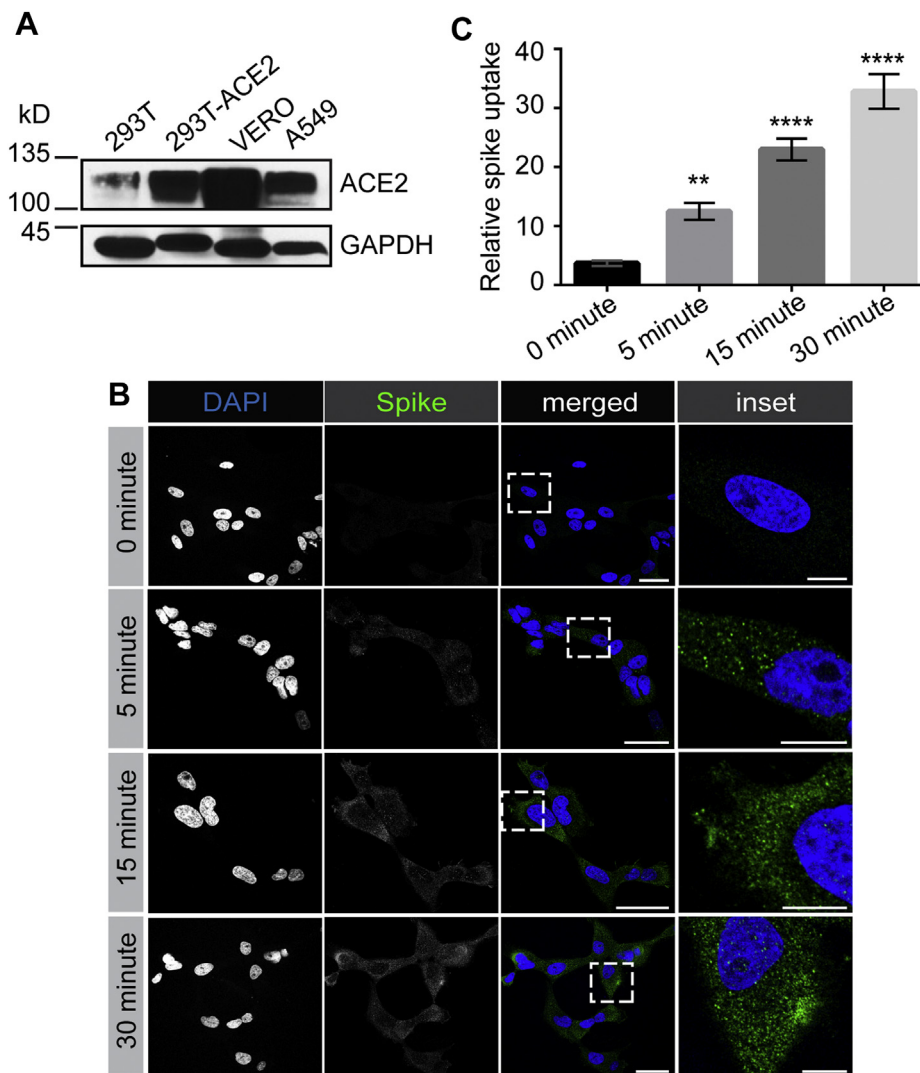 A
kD
293T
293T-ACE2
VERO
A549
135
100
ACE2
45
GAPDH
C
Relative spike uptake
40
30
20
10
0
**
****
****
0 minute
5 minute
15 minute
30 minute
B
DAPI Spike merged inset
0 minute
5 minute
15 minute
30 minute